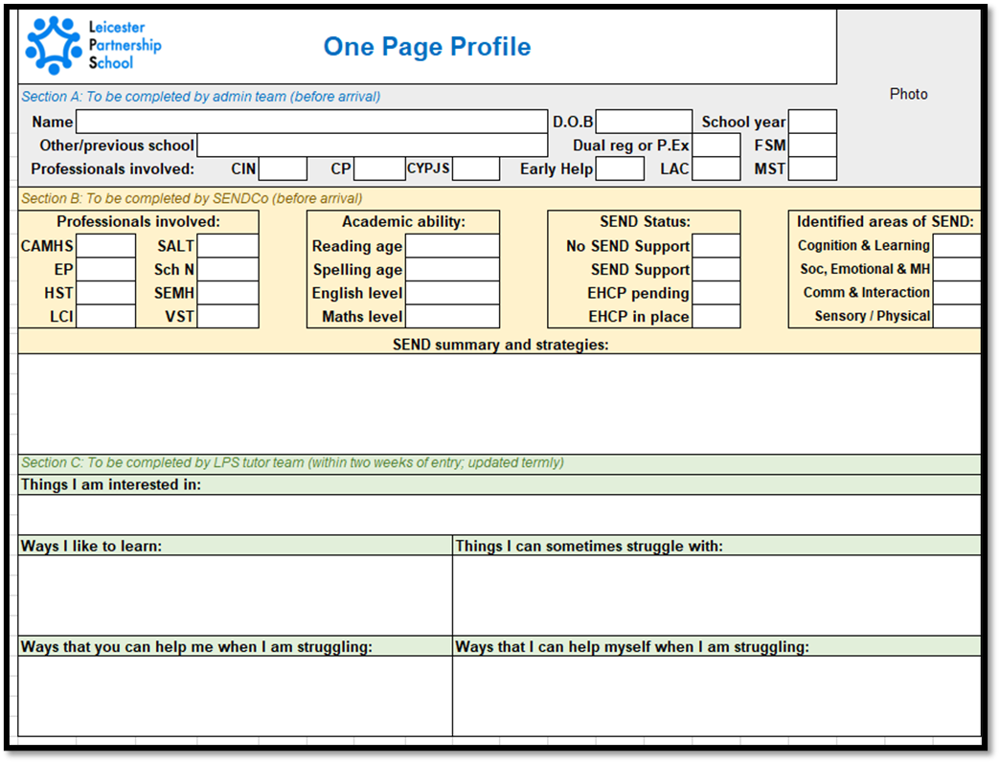 Leicester
Partnership
School
One Page Profile
Photo
Section A: To be completed by admin team (before arrival)
Name D.O.B School year
Other/previous school Dual reg or P.Ex FSM
Professionals involved: CIN CP CYPJS Early Help LAC MST
Section B: To be completed by SENDCo (before arrival)
Professionals involved: Academic ability: SEND Status: Identified areas of SEND:
CAMHS SALT Reading age No SEND Support Cognition & Learning
EP Sch N Spelling age SEND Support Soc, Emotional & MH
HST SEMH English level EHCP pending Comm & Interaction
LCI VST Maths level EHCP in place Sensory / Physical
SEND summary and strategies:
Section C: To be completed by LPS tutor team (within two weeks of entry; updated termly)
Things I am interested in:
Ways I like to learn: Things I can sometimes struggle with:
Ways that you can help me when I am struggling: Ways that I can help myself when I am struggling: